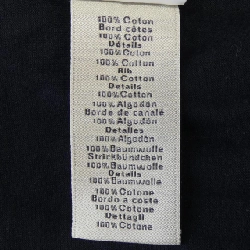 100% Coton
Bord côtes
100% Coton
Détails
100% Coton
100% Cotton
Rib
100% Cotton
Details
100% Cotton
100% Algodón
Borde de canalé
100% Algodón
Detalles
100% Algodón
100% Baumwolle
Strickbündchen
100% Baumwolle
Details
100% Baumwolle
100% Cotone
Bordo a coste
100% Cotone
Dettagli
100% Cotone